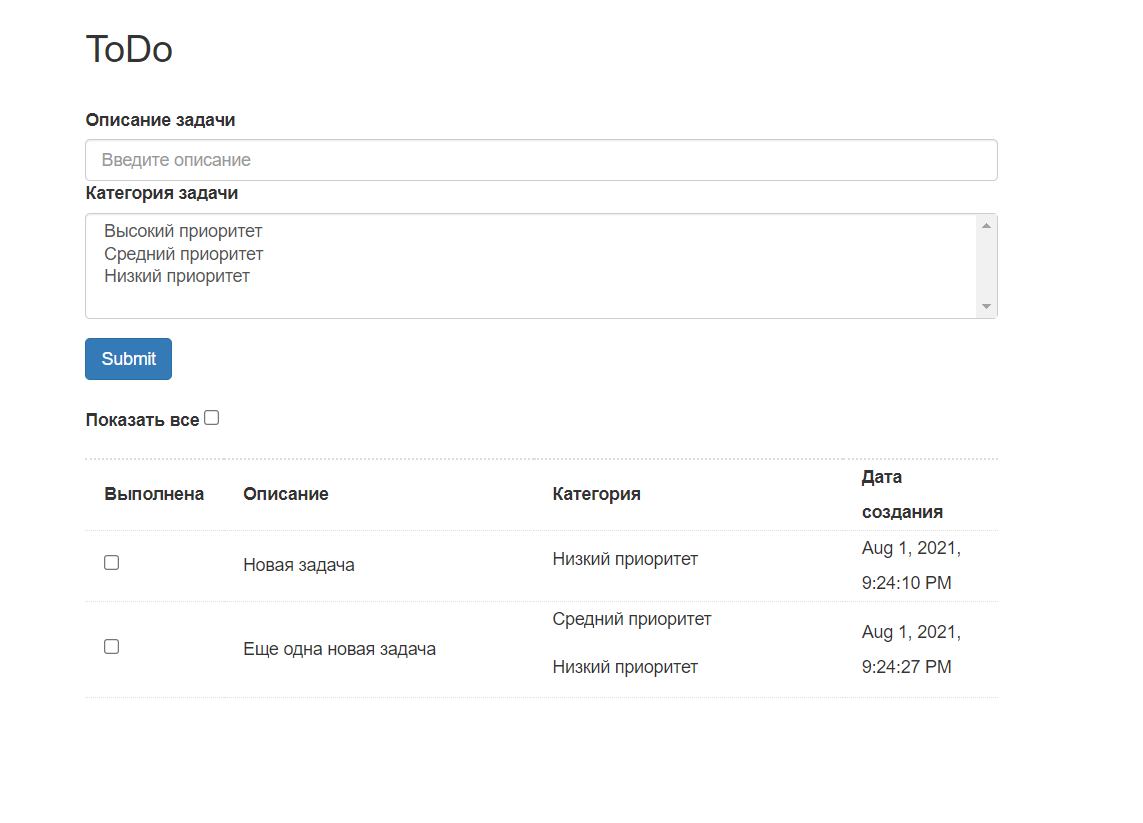 ToDo
Описание задачи
Введите описание
Категория задачи
Высокий приоритет
Средний приоритет
Низкий приоритет
Submit
Показать все
Выполнена Описание Категория Дата создания
Новая задача Низкий приоритет Aug 1, 2021, 9:24:10 PM
Еще одна новая задача Средний приоритет Низкий приоритет Aug 1, 2021, 9:24:27 PM